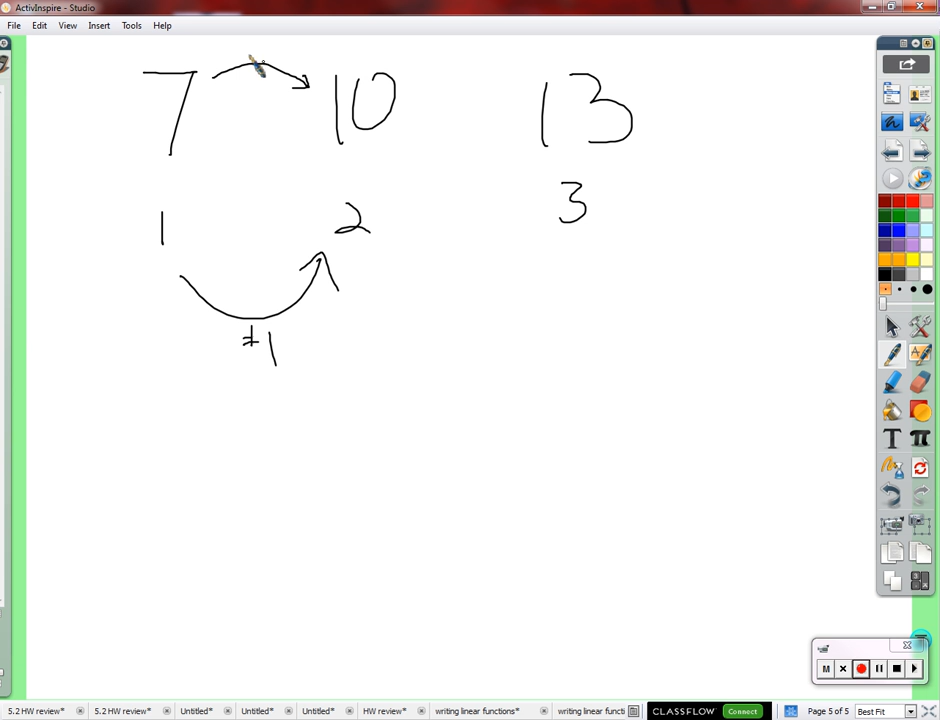 ActivInspire - Studio
File Edit View Insert Tools Help
7 10 13
1 2 3
+1
M
5.2 HW review* 5.2 HW review* Untitled* Untitled* Untitled* HW review* writing linear functions* writing linear functi CLASSFLOW Connect Page 5 of 5 Best Fit